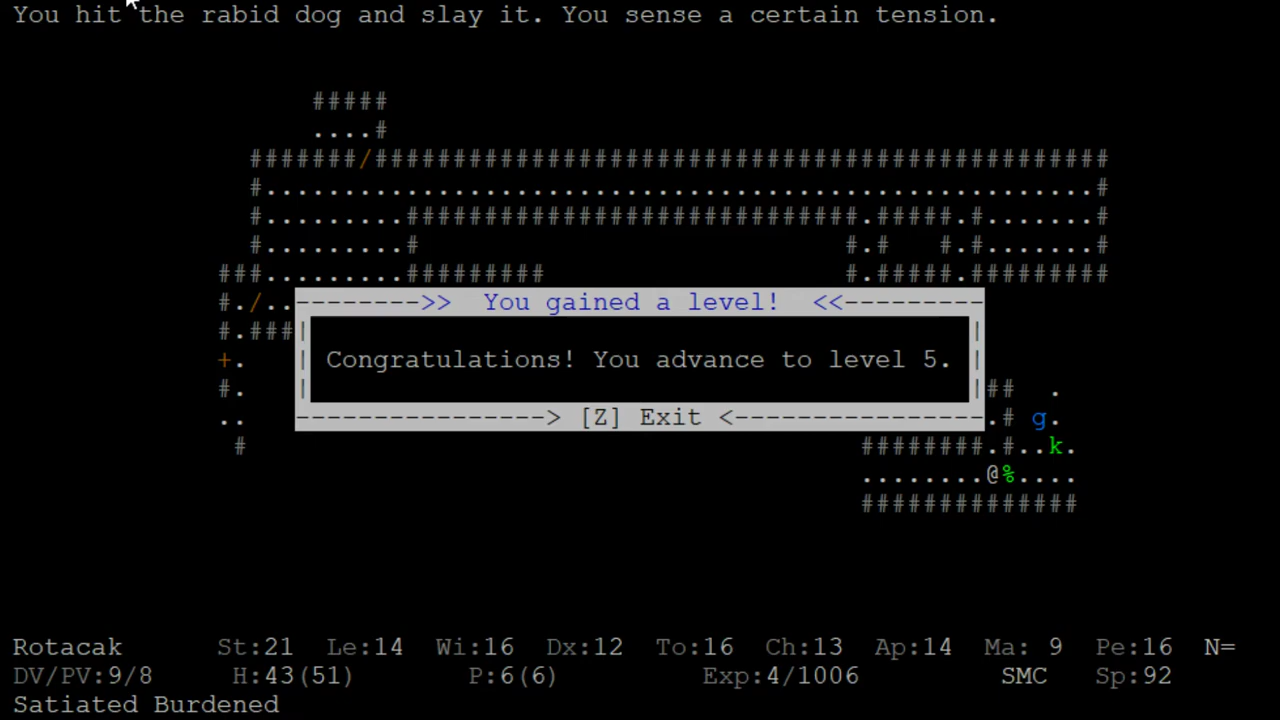 You hit the rabid dog and slay it. You sense a certain tension.
#####
....#
#######/###############################################
#.....................................................#
#.........#############################.#####.#.......#
#.........#                           #.#    #.#.......#
###.........#########                   #.#####.#########
#./..-------->>  You gained a level!  <<---------
#.###|                                           |
+.   | Congratulations! You advance to level 5. |
#.   |                                           |##   .
..   ----------------> [Z] Exit <----------------.#  g.
 #                                         ########.#..k.
........@%....
##############
Rotacak      St:21  Le:14  Wi:16  Dx:12  To:16  Ch:13  Ap:14  Ma: 9  Pe:16  N=
DV/PV:9/8     H:43(51)       P:6(6)        Exp:4/1006         SMC   Sp:92
Satiated Burdened